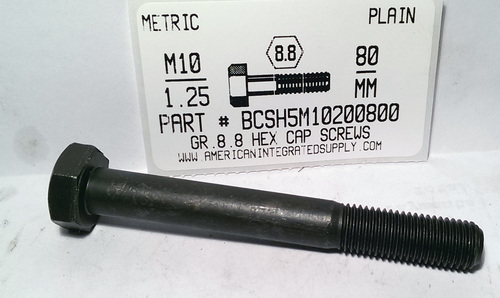 METRIC PLAIN
M10 8.8 80
1.25 MM
PART # BCSH5M10200800
GR.8.8 HEX CAP SCREWS
WWW.AMERICANINTEGRATEDSUPPLY.COM